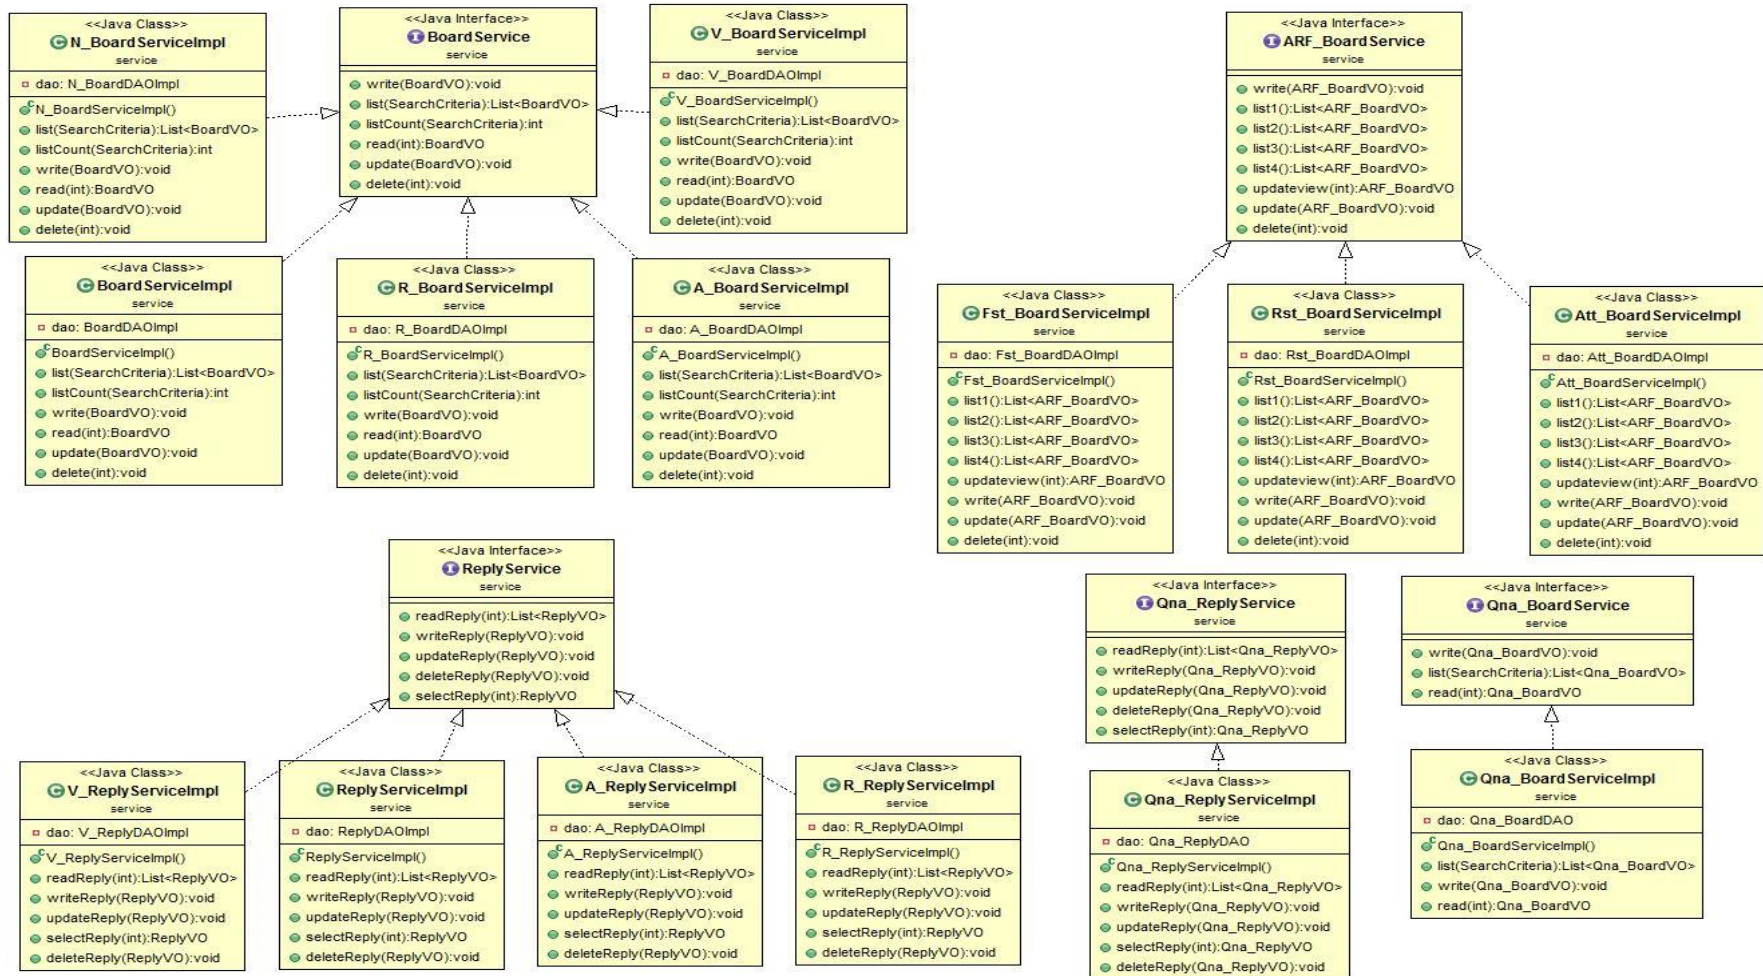 <<Java Class>>
N_BoardServiceImpl
service
dao: N_BoardDAOImpl
N_BoardServiceImpl()
list(SearchCriteria):List<BoardVO>
listCount(SearchCriteria):int
write(BoardVO):void
read(int):BoardVO
update(BoardVO):void
delete(int):void
<<Java Interface>>
BoardService
service
write(BoardVO):void
list(SearchCriteria):List<BoardVO>
listCount(SearchCriteria):int
read(int):BoardVO
update(BoardVO):void
delete(int):void
<<Java Class>>
V_BoardServiceImpl
service
dao: V_BoardDAOImpl
V_BoardServiceImpl()
list(SearchCriteria):List<BoardVO>
listCount(SearchCriteria):int
write(BoardVO):void
read(int):BoardVO
update(BoardVO):void
delete(int):void
<<Java Interface>>
ARF_BoardService
service
write(ARF_BoardVO):void
list1():List<ARF_BoardVO>
list2():List<ARF_BoardVO>
list3():List<ARF_BoardVO>
list4():List<ARF_BoardVO>
updateview(int):ARF_BoardVO
update(ARF_BoardVO):void
delete(int):void
<<Java Class>>
BoardServiceImpl
service
dao: BoardDAOImpl
BoardServiceImpl()
list(SearchCriteria):List<BoardVO>
listCount(SearchCriteria):int
write(BoardVO):void
read(int):BoardVO
update(BoardVO):void
delete(int):void
<<Java Class>>
R_BoardServiceImpl
service
dao: R_BoardDAOImpl
R_BoardServiceImpl()
list(SearchCriteria):List<BoardVO>
listCount(SearchCriteria):int
write(BoardVO):void
read(int):BoardVO
update(BoardVO):void
delete(int):void
<<Java Class>>
A_BoardServiceImpl
service
dao: A_BoardDAOImpl
A_BoardServiceImpl()
list(SearchCriteria):List<BoardVO>
listCount(SearchCriteria):int
write(BoardVO):void
read(int):BoardVO
update(BoardVO):void
delete(int):void
<<Java Class>>
Fst_BoardServiceImpl
service
dao: Fst_BoardDAOImpl
Fst_BoardServiceImpl()
list1():List<ARF_BoardVO>
list2():List<ARF_BoardVO>
list3():List<ARF_BoardVO>
list4():List<ARF_BoardVO>
updateview(int):ARF_BoardVO
write(ARF_BoardVO):void
update(ARF_BoardVO):void
delete(int):void
<<Java Class>>
Rst_BoardServiceImpl
service
dao: Rst_BoardDAOImpl
Rst_BoardServiceImpl()
list1():List<ARF_BoardVO>
list2():List<ARF_BoardVO>
list3():List<ARF_BoardVO>
list4():List<ARF_BoardVO>
updateview(int):ARF_BoardVO
write(ARF_BoardVO):void
update(ARF_BoardVO):void
delete(int):void
<<Java Class>>
Att_BoardServiceImpl
service
dao: Att_BoardDAOImpl
Att_BoardServiceImpl()
list1():List<ARF_BoardVO>
list2():List<ARF_BoardVO>
list3():List<ARF_BoardVO>
list4():List<ARF_BoardVO>
updateview(int):ARF_BoardVO
write(ARF_BoardVO):void
update(ARF_BoardVO):void
delete(int):void
<<Java Interface>>
ReplyService
service
readReply(int):List<ReplyVO>
writeReply(ReplyVO):void
updateReply(ReplyVO):void
deleteReply(ReplyVO):void
selectReply(int):ReplyVO
<<Java Interface>>
Qna_ReplyService
service
readReply(int):List<Qna_ReplyVO>
writeReply(Qna_ReplyVO):void
updateReply(Qna_ReplyVO):void
deleteReply(Qna_ReplyVO):void
selectReply(int):Qna_ReplyVO
<<Java Interface>>
Qna_BoardService
service
write(Qna_BoardVO):void
list(SearchCriteria):List<Qna_BoardVO>
read(int):Qna_BoardVO
<<Java Class>>
V_ReplyServiceImpl
service
dao: V_ReplyDAOImpl
V_ReplyServiceImpl()
readReply(int):List<ReplyVO>
writeReply(ReplyVO):void
updateReply(ReplyVO):void
selectReply(int):ReplyVO
deleteReply(ReplyVO):void
<<Java Class>>
ReplyServiceImpl
service
dao: ReplyDAOImpl
ReplyServiceImpl()
readReply(int):List<ReplyVO>
writeReply(ReplyVO):void
updateReply(ReplyVO):void
selectReply(int):ReplyVO
deleteReply(ReplyVO):void
<<Java Class>>
A_ReplyServiceImpl
service
dao: A_ReplyDAOImpl
A_ReplyServiceImpl()
readReply(int):List<ReplyVO>
writeReply(ReplyVO):void
updateReply(ReplyVO):void
selectReply(int):ReplyVO
deleteReply(ReplyVO):void
<<Java Class>>
R_ReplyServiceImpl
service
dao: R_ReplyDAOImpl
R_ReplyServiceImpl()
readReply(int):List<ReplyVO>
writeReply(ReplyVO):void
updateReply(ReplyVO):void
selectReply(int):ReplyVO
deleteReply(ReplyVO):void
<<Java Class>>
Qna_ReplyServiceImpl
service
dao: Qna_ReplyDAO
Qna_ReplyServiceImpl()
readReply(int):List<Qna_ReplyVO>
writeReply(Qna_ReplyVO):void
updateReply(Qna_ReplyVO):void
selectReply(int):Qna_ReplyVO
deleteReply(Qna_ReplyVO):void
<<Java Class>>
Qna_BoardServiceImpl
service
dao: Qna_BoardDAO
Qna_BoardServiceImpl()
list(SearchCriteria):List<Qna_BoardVO>
write(Qna_BoardVO):void
read(int):Qna_BoardVO